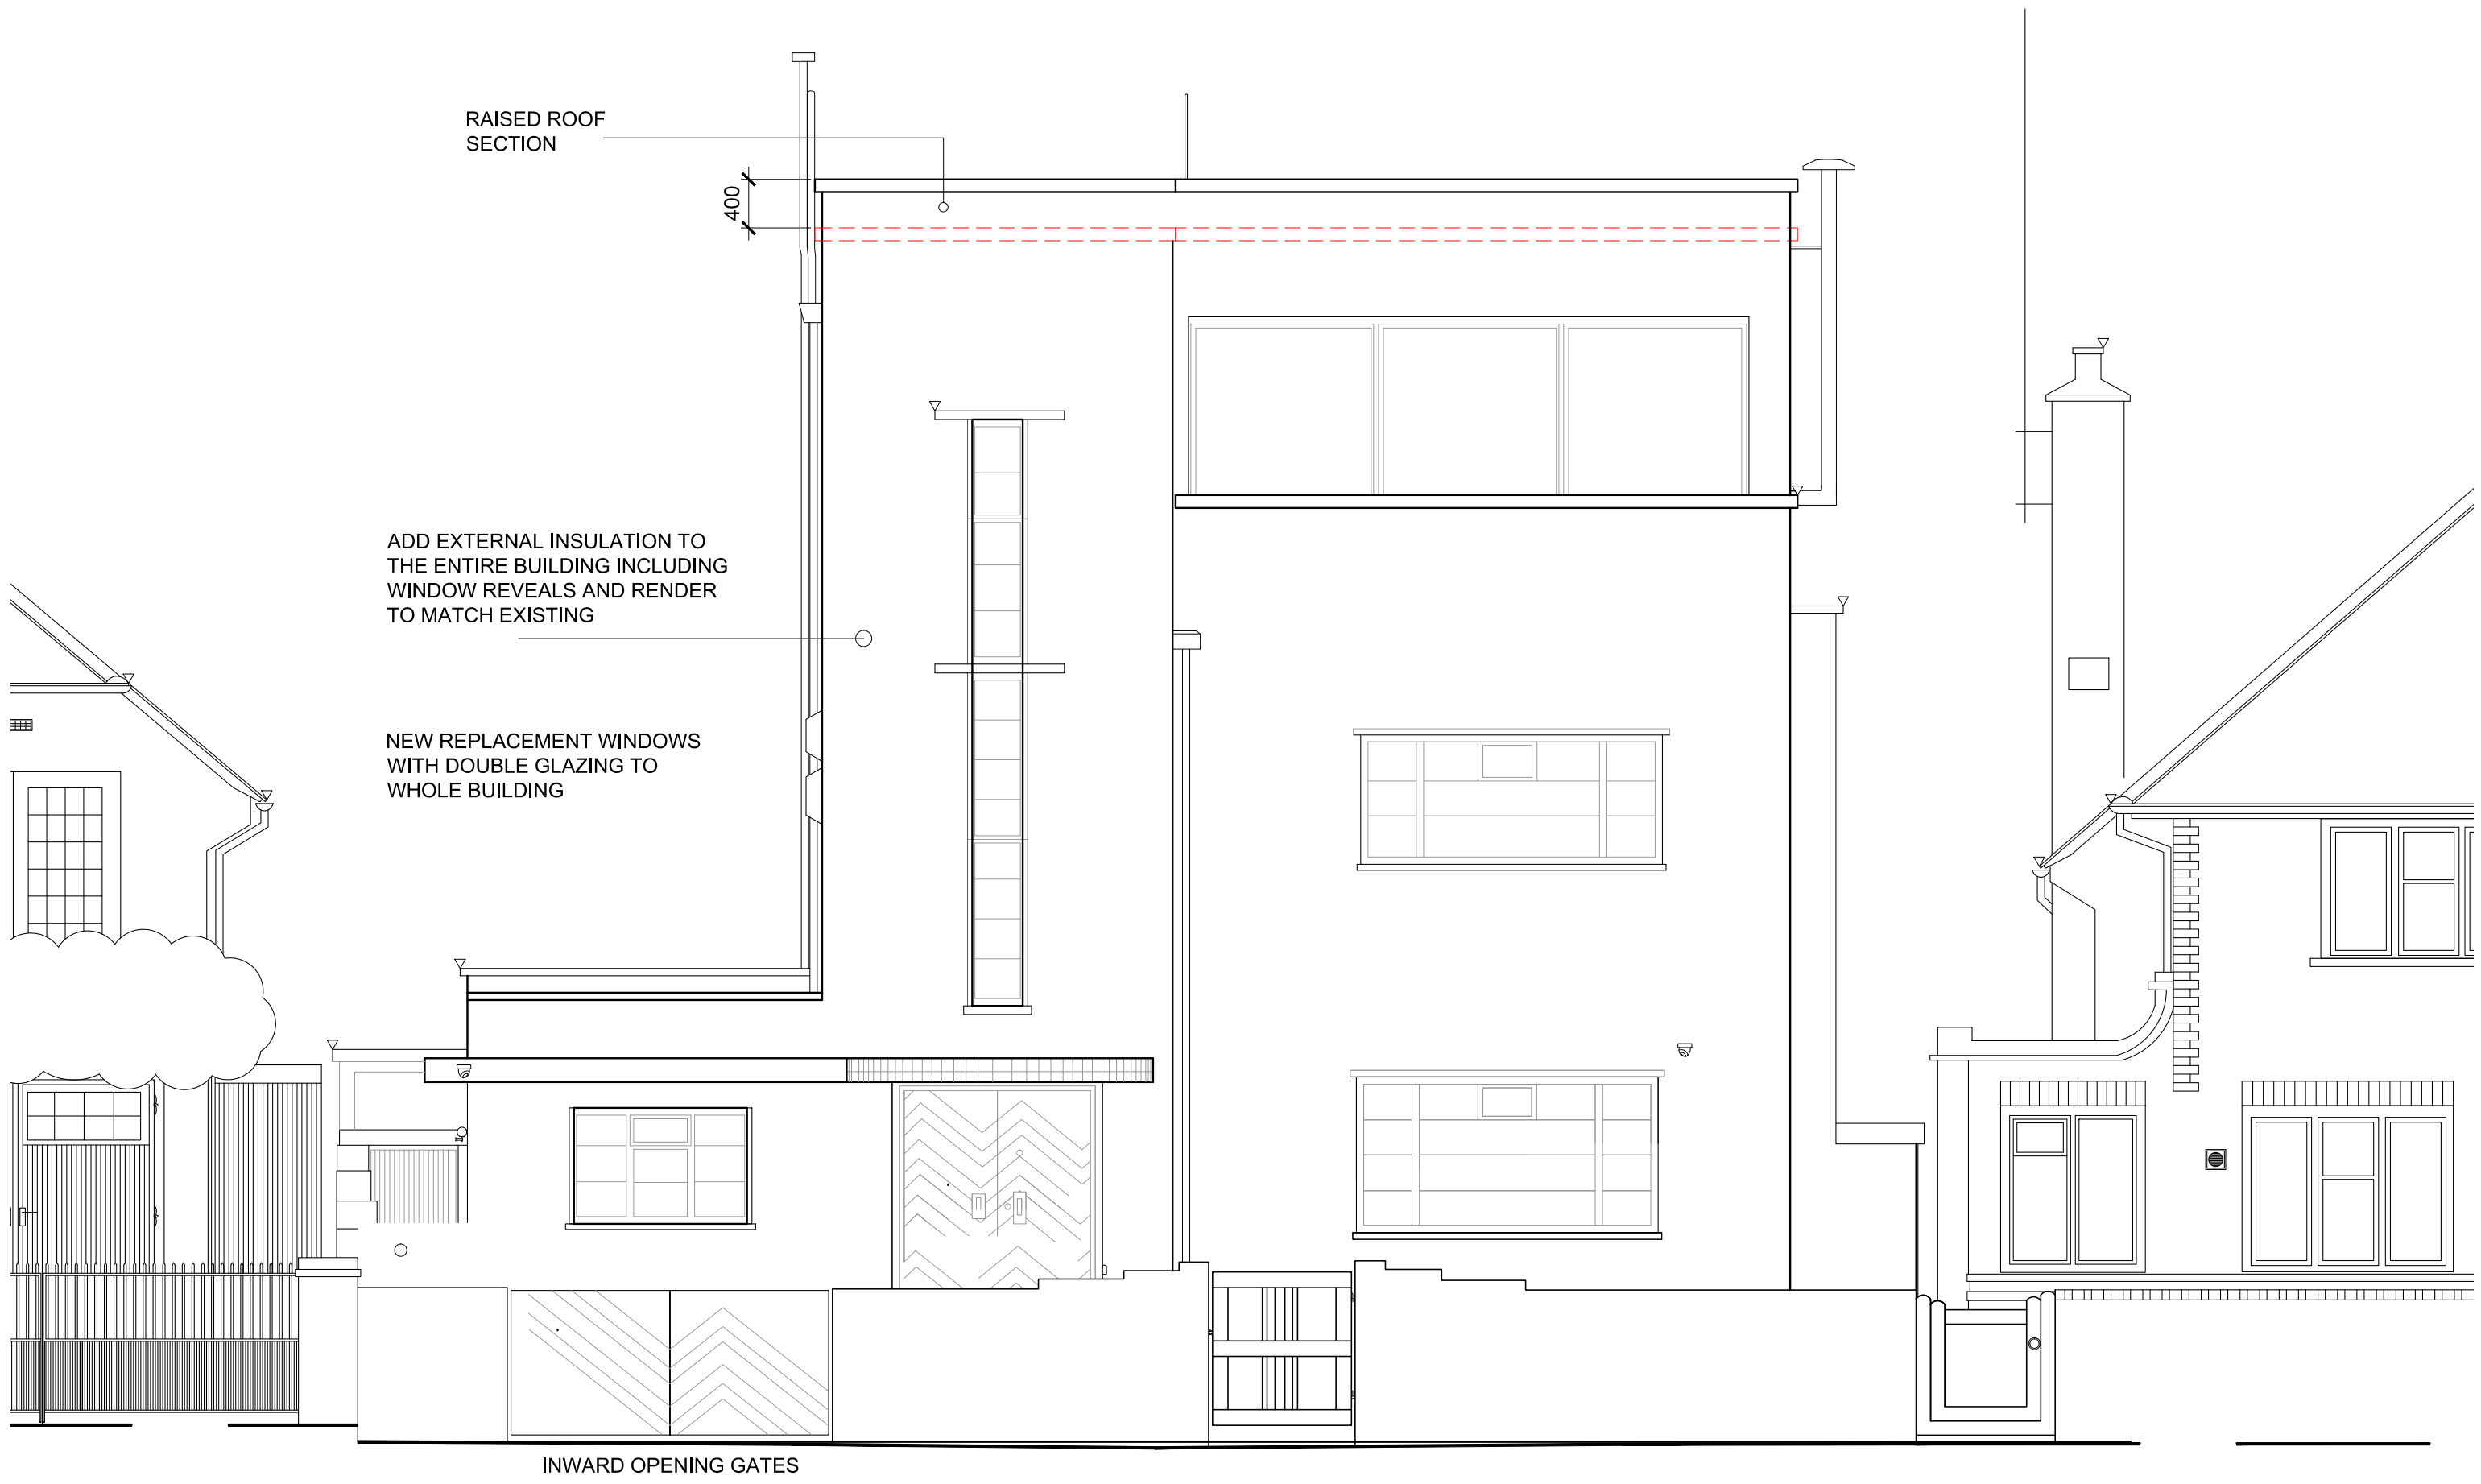 RAISED ROOF
SECTION
400
ADD EXTERNAL INSULATION TO
THE ENTIRE BUILDING INCLUDING
WINDOW REVEALS AND RENDER
TO MATCH EXISTING
NEW REPLACEMENT WINDOWS
WITH DOUBLE GLAZING TO
WHOLE BUILDING
INWARD OPENING GATES